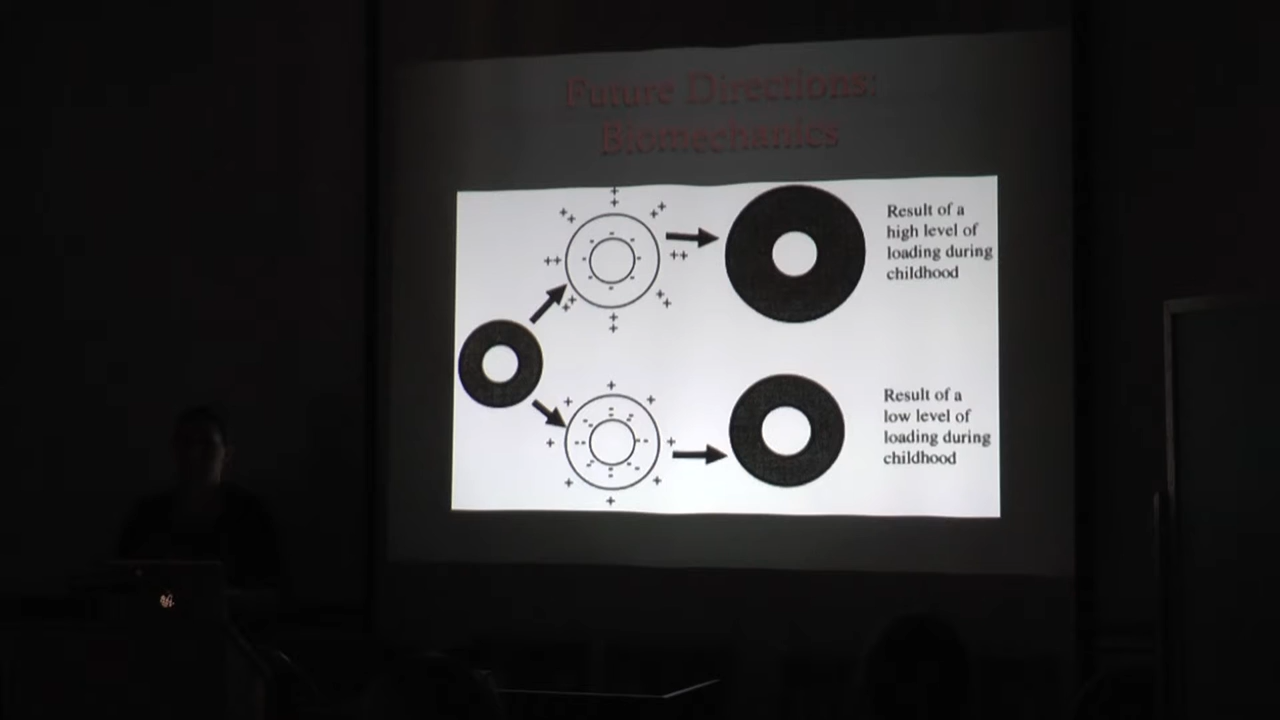 Future Directions:
Biomechanics
Result of a
high level of
loading during
childhood
Result of a
low level of
loading during
childhood